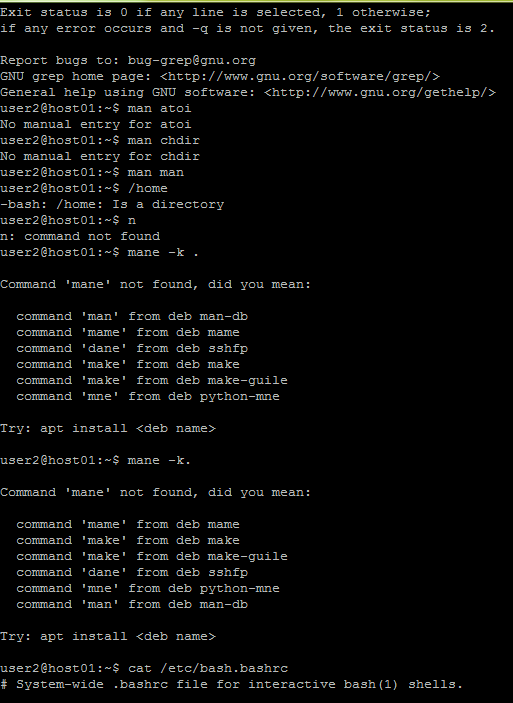 Exit status is 0 if any line is selected, 1 otherwise;
if any error occurs and -q is not given, the exit status is 2.

Report bugs to: bug-grep@gnu.org
GNU grep home page: <http://www.gnu.org/software/grep/>
General help using GNU software: <http://www.gnu.org/gethelp/>
user2@host01:~$ man atoi
No manual entry for atoi
user2@host01:~$ man chdir
No manual entry for chdir
user2@host01:~$ man man
user2@host01:~$ /home
-bash: /home: Is a directory
user2@host01:~$ n
n: command not found
user2@host01:~$ mane -k .

Command 'mane' not found, did you mean:

  command 'man' from deb man-db
  command 'mame' from deb mame
  command 'dane' from deb sshfp
  command 'make' from deb make
  command 'make' from deb make-guile
  command 'mne' from deb python-mne

Try: apt install <deb name>

user2@host01:~$ mane -k.

Command 'mane' not found, did you mean:

  command 'mame' from deb mame
  command 'make' from deb make
  command 'make' from deb make-guile
  command 'dane' from deb sshfp
  command 'mne' from deb python-mne
  command 'man' from deb man-db

Try: apt install <deb name>

user2@host01:~$ cat /etc/bash.bashrc
# System-wide .bashrc file for interactive bash(1) shells.